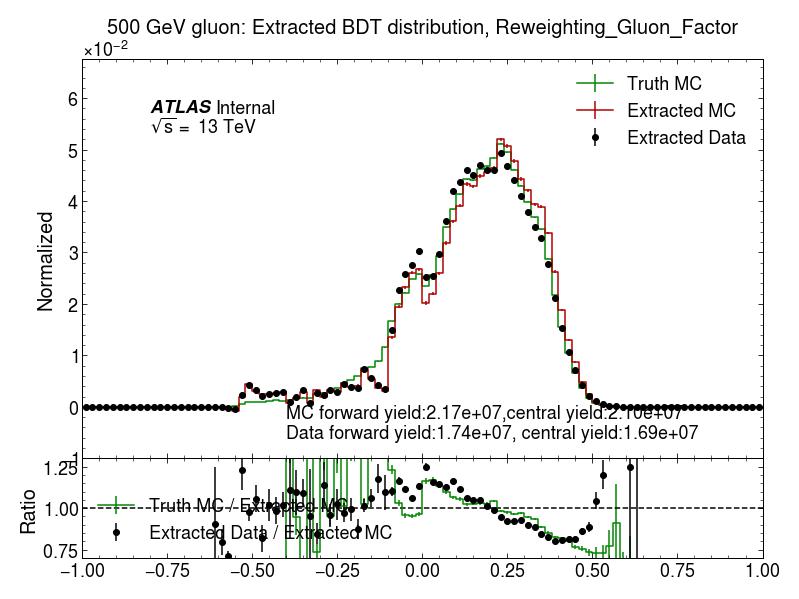 500 GeV gluon: Extracted BDT distribution, Reweighting_Gluon_Factor
×10⁻²
ATLAS Internal
√s = 13 TeV
Truth MC
Extracted MC
Extracted Data
Normalized
6
5
4
3
2
1
0
MC forward yield:2.17e+07,central yield:2.10e+07
Data forward yield:1.74e+07, central yield:1.69e+07
1
Ratio
1.25
1.00
0.75
Truth MC / Extracted MC
Extracted Data / Extracted MC
−1.00 −0.75 −0.50 −0.25 0.00 0.25 0.50 0.75 1.00